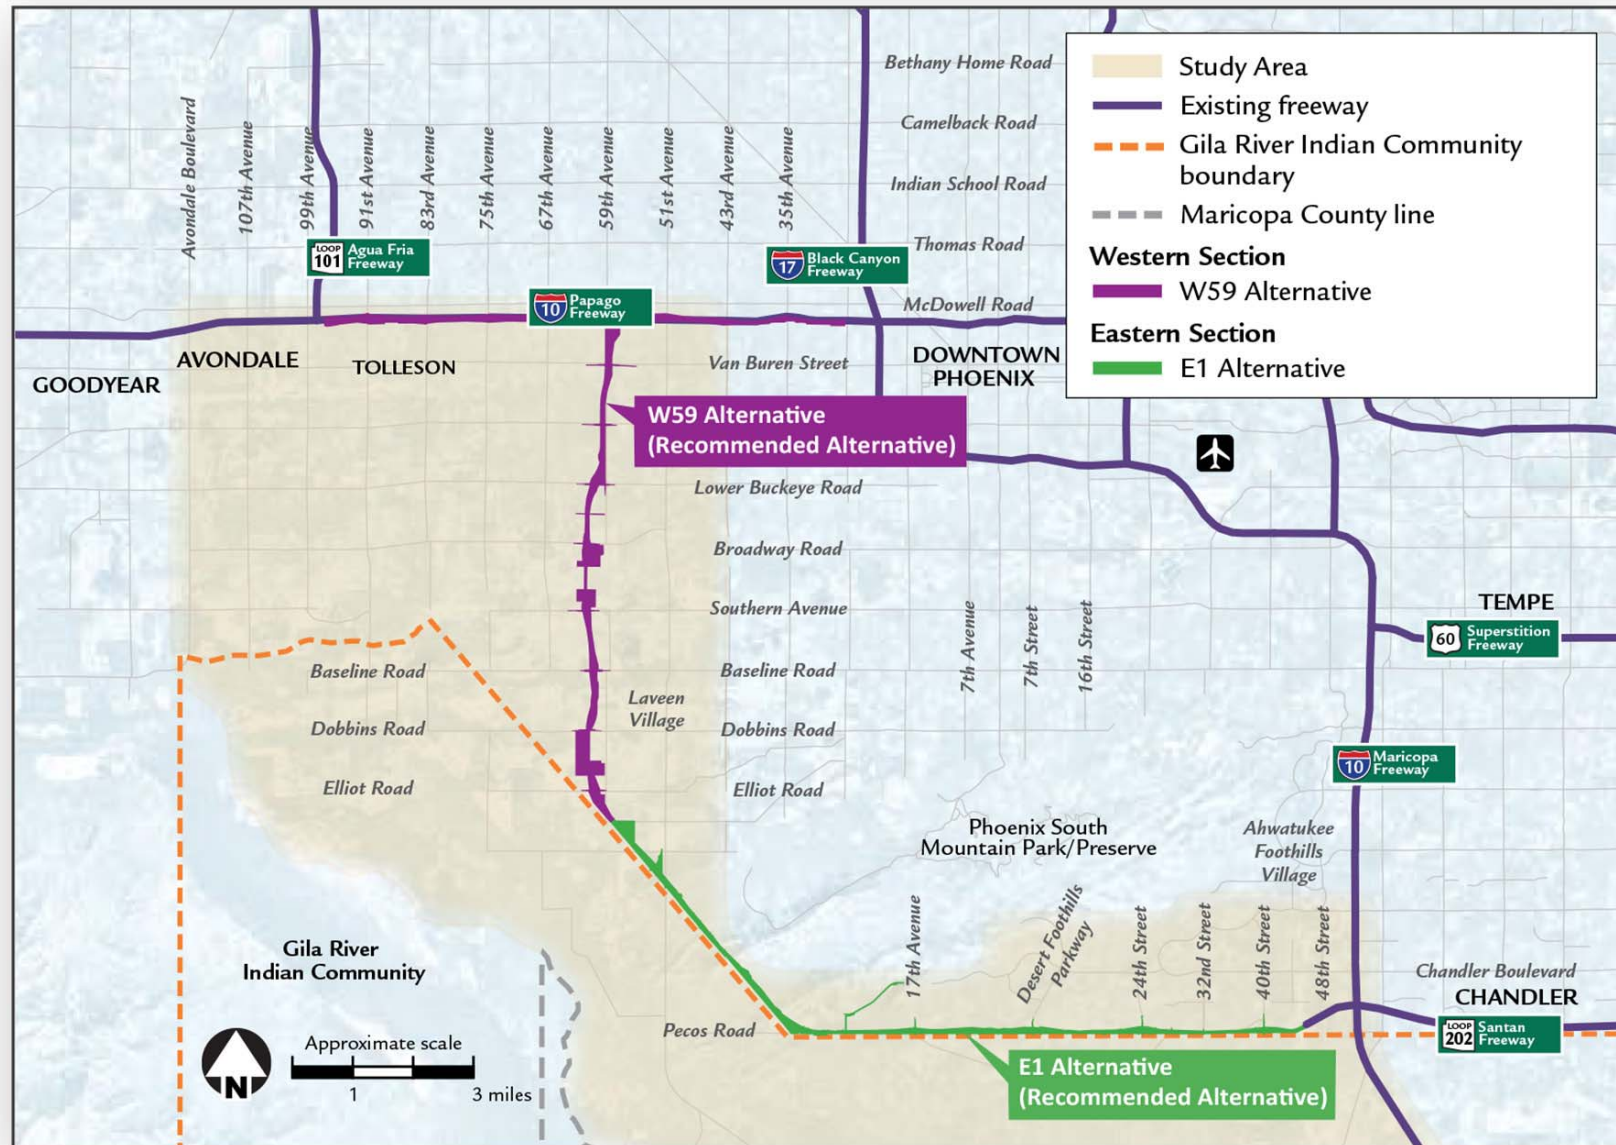 Study Area
Existing freeway
Gila River Indian Community
boundary
Maricopa County line
Western Section
W59 Alternative
Eastern Section
E1 Alternative
Bethany Home Road
Camelback Road
Indian School Road
Thomas Road
McDowell Road
Avondale Boulevard
107th Avenue
99th Avenue
91st Avenue
83rd Avenue
75th Avenue
67th Avenue
59th Avenue
51st Avenue
43rd Avenue
35th Avenue
LOOP
101
Agua Fria
Freeway
17
Black Canyon
Freeway
10
Papago
Freeway
GOODYEAR
AVONDALE
TOLLESON
Van Buren Street
DOWNTOWN
PHOENIX
W59 Alternative
(Recommended Alternative)
Lower Buckeye Road
Broadway Road
Southern Avenue
7th Avenue
7th Street
16th Street
TEMPE
60
Superstition
Freeway
Baseline Road
Laveen
Village
Baseline Road
Dobbins Road
Dobbins Road
Elliot Road
Elliot Road
10
Maricopa
Freeway
Phoenix South
Mountain Park/Preserve
Ahwatukee
Foothills
Village
17th Avenue
Desert Foothills
Parkway
24th Street
32nd Street
40th Street
48th Street
Chandler Boulevard
CHANDLER
LOOP
202
Santan
Freeway
Gila River
Indian Community
Pecos Road
N
Approximate scale
1
3 miles
E1 Alternative
(Recommended Alternative)